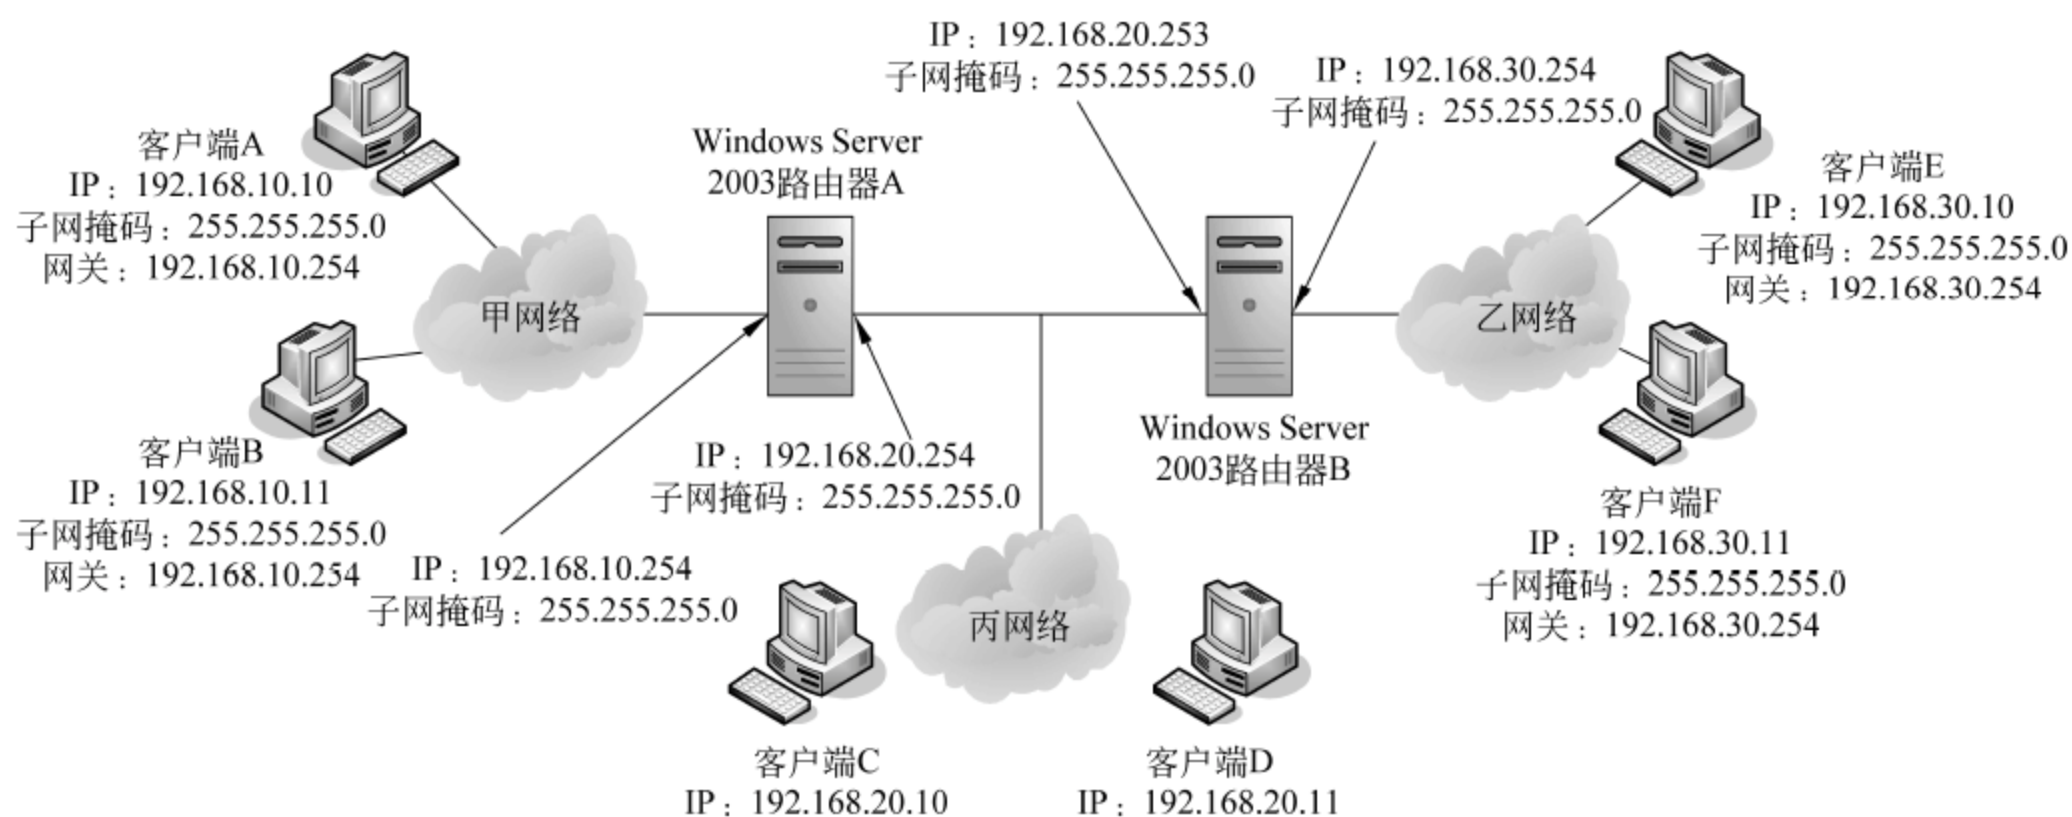 IP：192.168.20.253
子网掩码：255.255.255.0
IP：192.168.30.254
子网掩码：255.255.255.0
客户端A
IP：192.168.10.10
子网掩码：255.255.255.0
网关：192.168.10.254
Windows Server
2003路由器A
客户端E
IP：192.168.30.10
子网掩码：255.255.255.0
网关：192.168.30.254
甲网络
乙网络
客户端B
IP：192.168.10.11
子网掩码：255.255.255.0
网关：192.168.10.254
IP：192.168.20.254
子网掩码：255.255.255.0
Windows Server
2003路由器B
IP：192.168.10.254
子网掩码：255.255.255.0
客户端F
IP：192.168.30.11
子网掩码：255.255.255.0
网关：192.168.30.254
丙网络
客户端C
IP：192.168.20.10
客户端D
IP：192.168.20.11